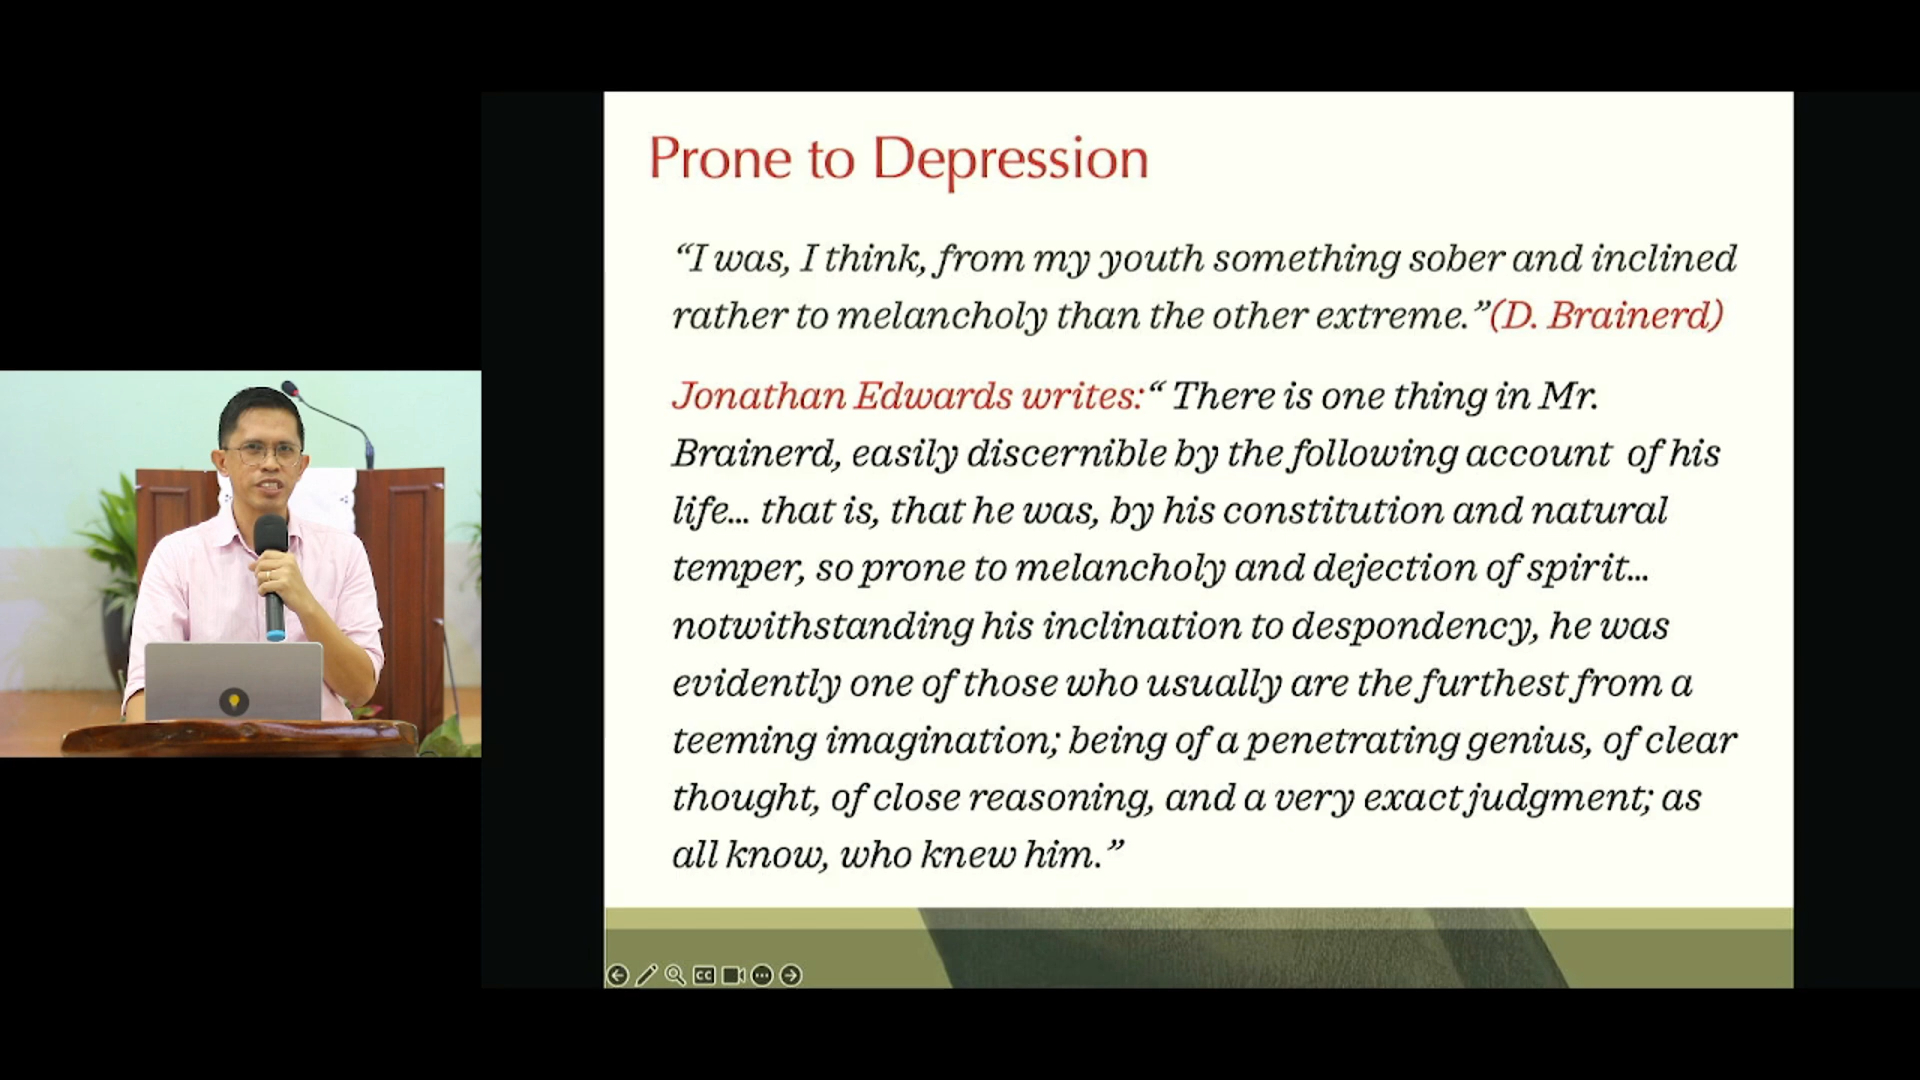 Prone to Depression
“I was, I think, from my youth something sober and inclined
rather to melancholy than the other extreme.”(D. Brainerd)
Jonathan Edwards writes:“ There is one thing in Mr.
Brainerd, easily discernible by the following account of his
life... that is, that he was, by his constitution and natural
temper, so prone to melancholy and dejection of spirit...
notwithstanding his inclination to despondency, he was
evidently one of those who usually are the furthest from a
teeming imagination; being of a penetrating genius, of clear
thought, of close reasoning, and a very exact judgment; as
all know, who knew him.”
CC